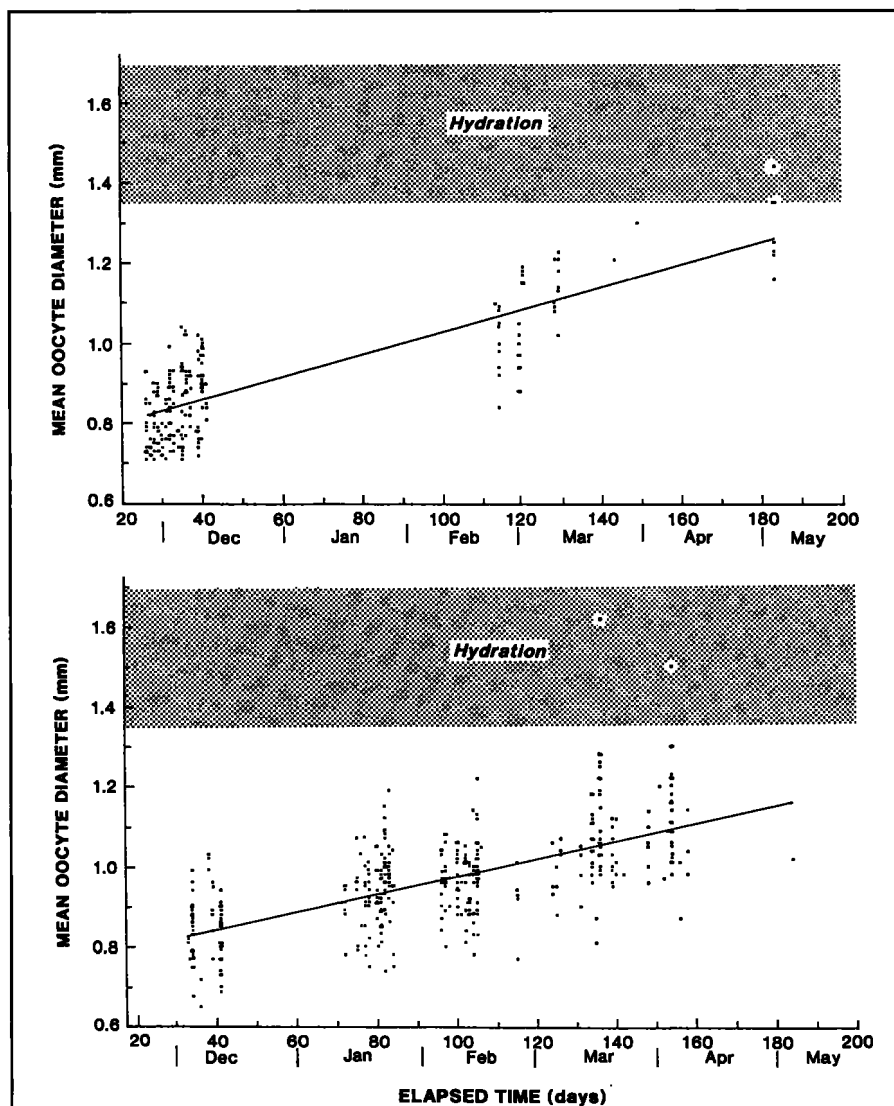 MEAN OOCYTE DIAMETER (mm)
1.6
1.4
1.2
1.0
0.8
0.6
Hydration
20 40 60 80 100 120 140 160 180 200
| Dec | Jan | Feb | Mar | Apr | May
MEAN OOCYTE DIAMETER (mm)
1.6
1.4
1.2
1.0
0.8
0.6
Hydration
20 40 60 80 100 120 140 160 180 200
| Dec | Jan | Feb | Mar | Apr | May
ELAPSED TIME (days)